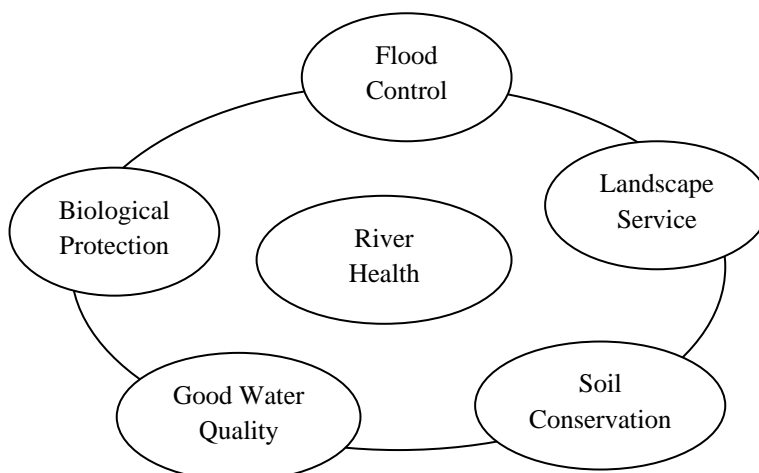 Flood
Control
Landscape
Service
Biological
Protection
River
Health
Good Water
Quality
Soil
Conservation